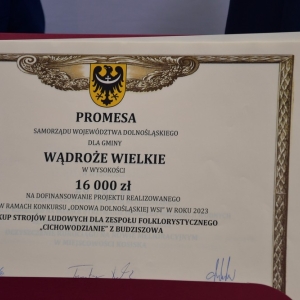 PROMESA
SAMORZĄDU WOJEWÓDZTWA DOLNOŚLĄSKIEGO
DLA GMINY
WĄDROŻE WIELKIE
W WYSOKOŚCI
16 000 zł
NA DOFINANSOWANIE PROJEKTU REALIZOWANEGO
W RAMACH KONKURSU „ODNOWA DOLNOŚLĄSKIEJ WSI” W ROKU 2023
KUP STROJÓW LUDOWYCH DLA ZESPOŁU FOLKLORYSTYCZNEGO
„CICHOWODZIANIE” Z BUDZISZOWA